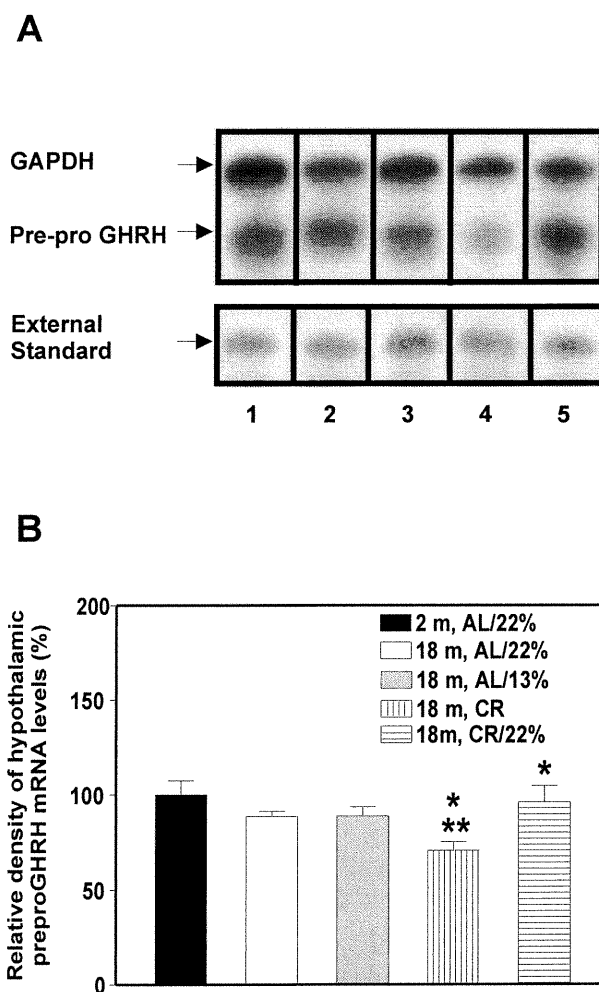 A
GAPDH
Pre-pro GHRH
External
Standard
1 2 3 4 5
B
Relative density of hypothalamic
preproGHRH mRNA levels (%)
200
150
100
50
0
2 m, AL/22%
18 m, AL/22%
18 m, AL/13%
18 m, CR
18m, CR/22%
*
**
*